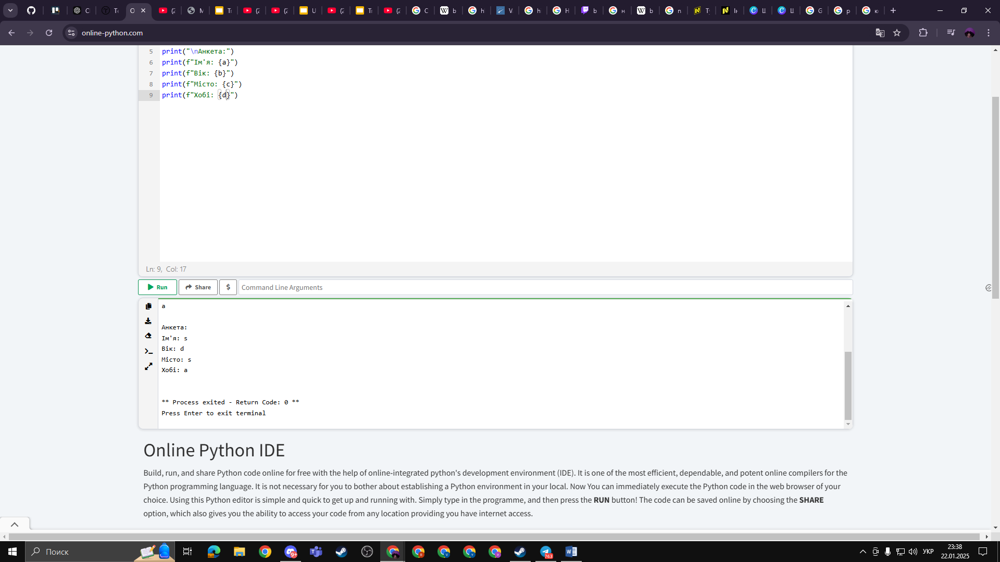 online-python.com
5 print("\nАнкета:")
6 print(f"Ім'я: {a}")
7 print(f"Вік: {b}")
8 print(f"Місто: {c}")
9 print(f"Хобі: {d}")
Ln: 9, Col: 17
Run Share $ Command Line Arguments
a
Анкета:
Ім'я: s
Вік: d
Місто: s
Хобі: a
** Process exited - Return Code: 0 **
Press Enter to exit terminal
Online Python IDE
Build, run, and share Python code online for free with the help of online-integrated python's development environment (IDE). It is one of the most efficient, dependable, and potent online compilers for the
Python programming language. It is not necessary for you to bother about establishing a Python environment in your local. Now You can immediately execute the Python code in the web browser of your
choice. Using this Python editor is simple and quick to get up and running with. Simply type in the programme, and then press the RUN button! The code can be saved online by choosing the SHARE
option, which also gives you the ability to access your code from any location providing you have internet access.
Поиск
9+
763
УКР
23:38
22.01.2025